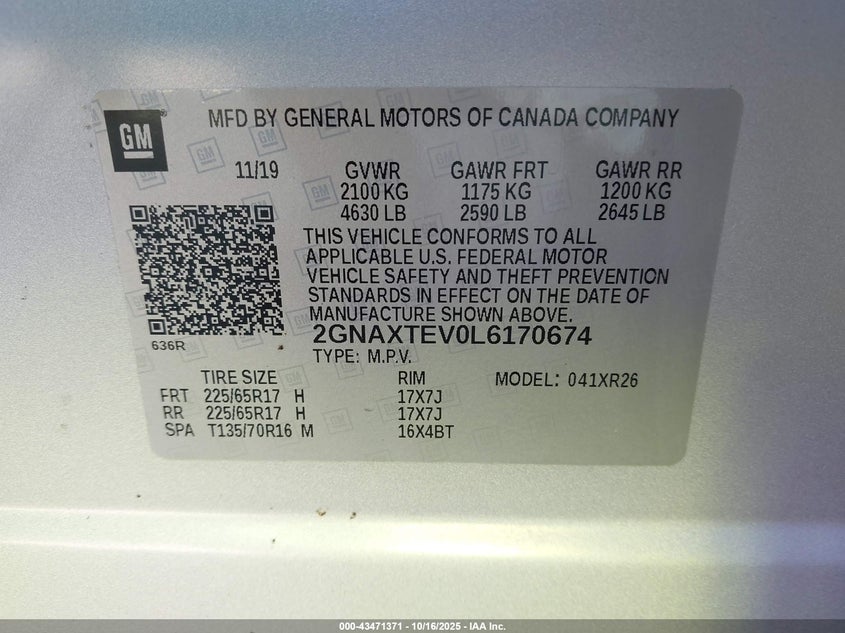 GM
MFD BY GENERAL MOTORS OF CANADA COMPANY
11/19 GVWR GAWR FRT GAWR RR
2100 KG 1175 KG 1200 KG
4630 LB 2590 LB 2645 LB
THIS VEHICLE CONFORMS TO ALL
APPLICABLE U.S. FEDERAL MOTOR
VEHICLE SAFETY AND THEFT PREVENTION
STANDARDS IN EFFECT ON THE DATE OF
MANUFACTURE SHOWN ABOVE.
636R 2GNAXTEV0L6170674
TYPE: M.P.V.
TIRE SIZE RIM MODEL: 041XR26
FRT 225/65R17 H 17X7J
RR 225/65R17 H 17X7J
SPA T135/70R16 M 16X4BT
000-43471371 | 10/16/2025 - IAA Inc.